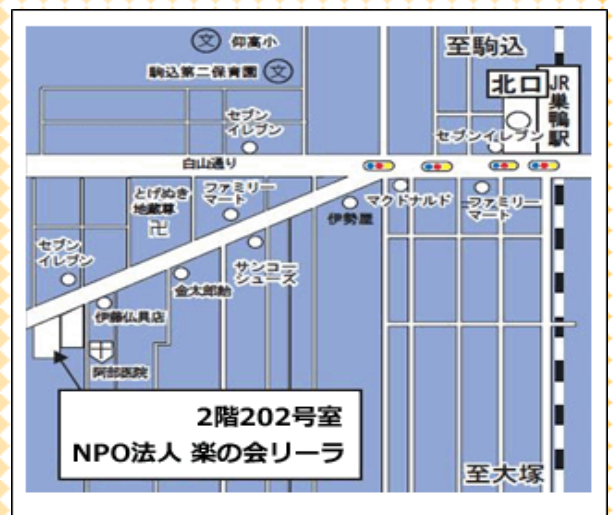 文 仰高小
至駒込
駒込第二保育園 文
北口
JR
巣
鴨
駅
セブン
イレブン
セブンイレブン
白山通り
とげぬき
地蔵尊
卍
ファミリー
マート
伊勢屋
マクドナルド
ファミリー
マート
セブン
イレブン
サンコー
シューズ
金太郎飴
伊藤仏具店
阿部医院
2階202号室
NPO法人 楽の会リーラ
至大塚